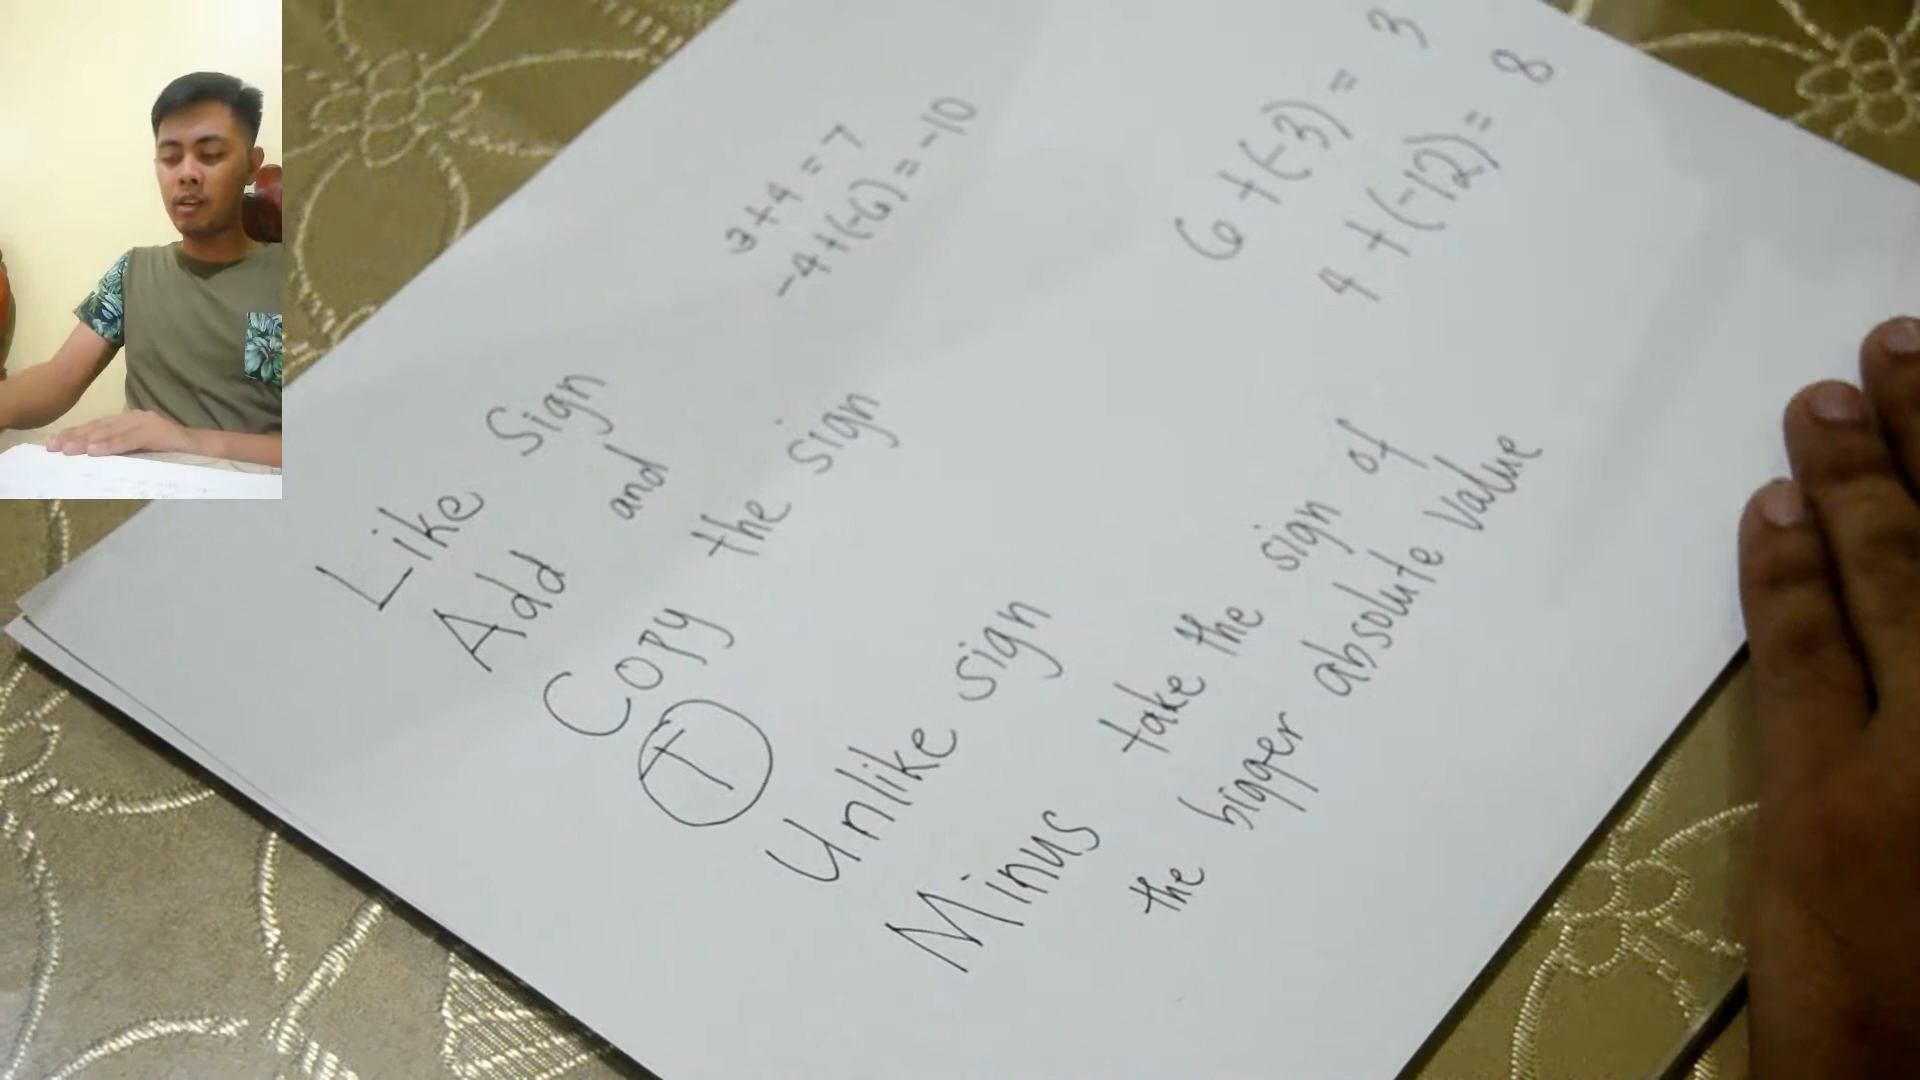 Like Sign
Add and
Copy the sign
+
3 + 4 = 7
-4 + (-6) = -10
Unlike sign
Minus take the sign of
the bigger absolute value
6 + (-3) = 3
4 + (-12) = 8